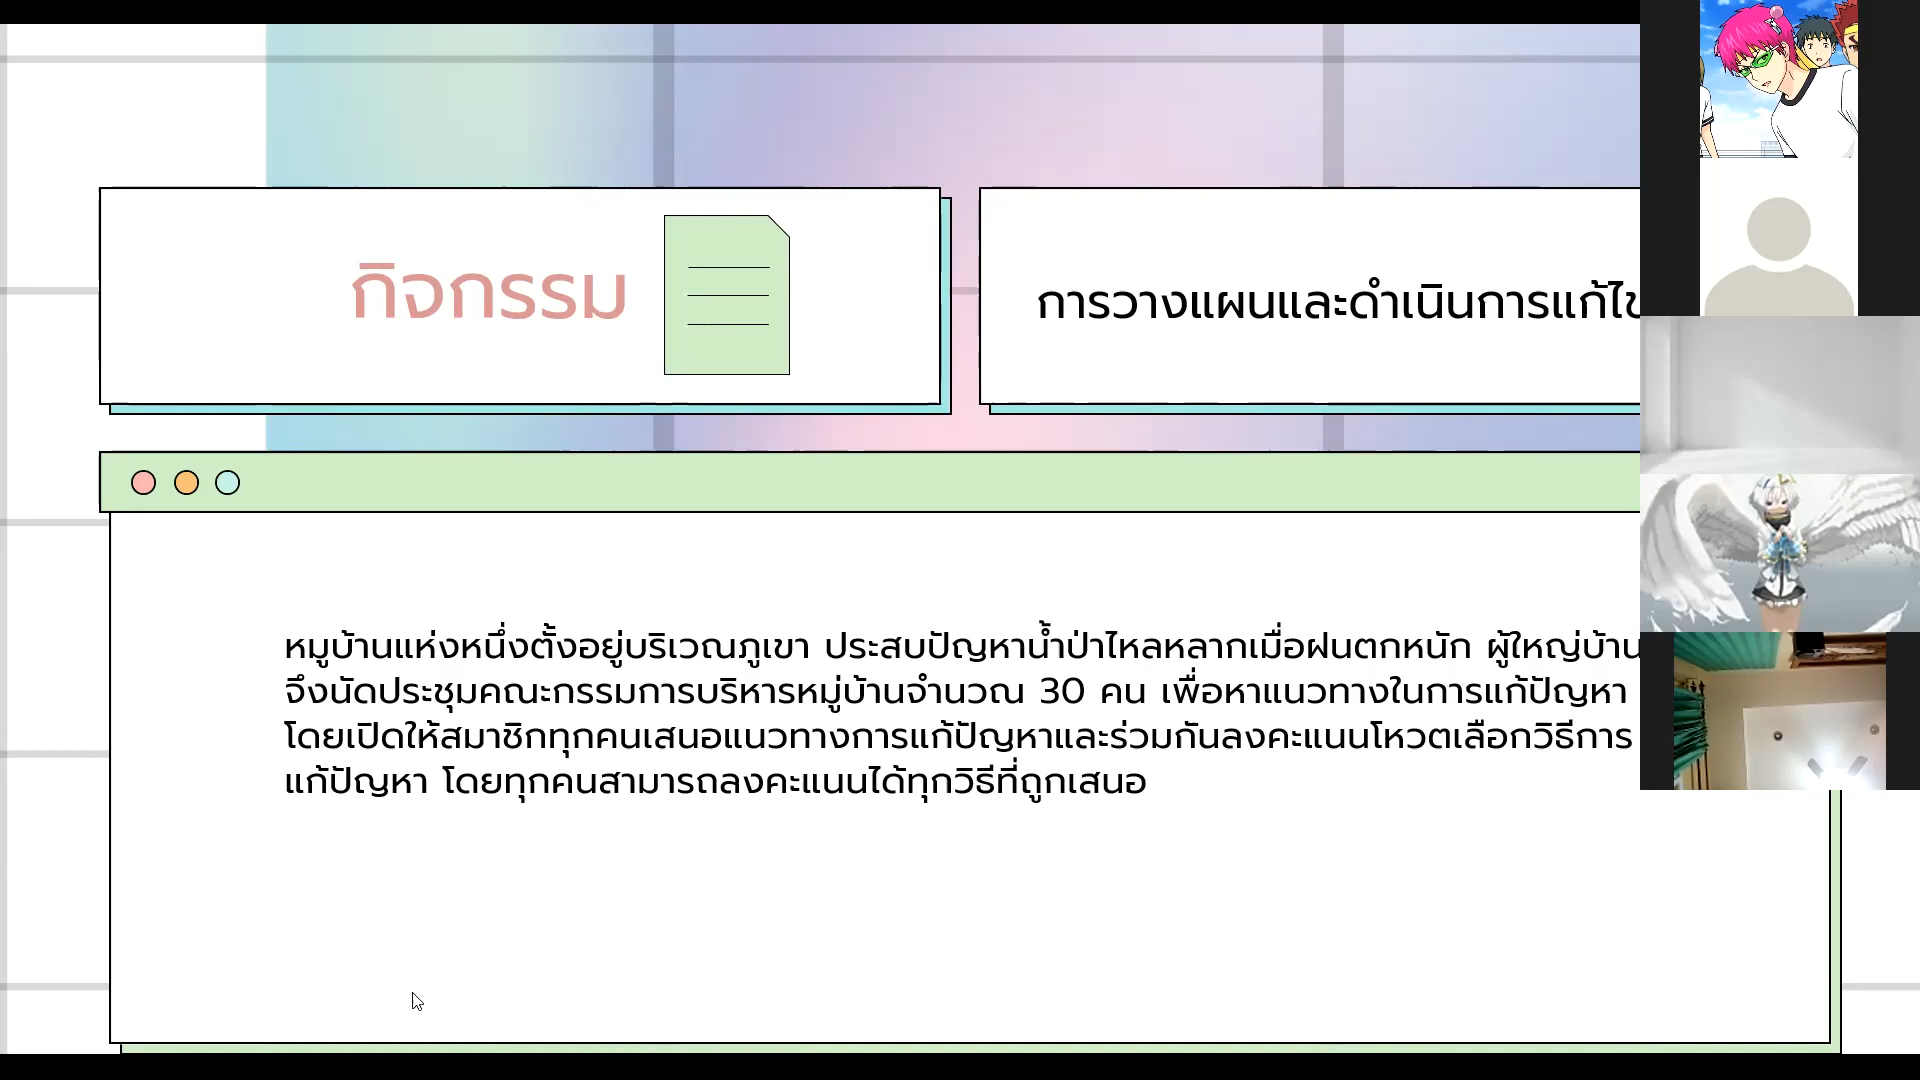 กิจกรรม
การวางแผนและดำเนินการแก้ไข
หมู่บ้านแห่งหนึ่งตั้งอยู่บริเวณภูเขา ประสบปัญหาน้ำป่าไหลหลากเมื่อฝนตกหนัก ผู้ใหญ่บ้าน
จึงนัดประชุมคณะกรรมการบริหารหมู่บ้านจำนวณ 30 คน เพื่อหาแนวทางในการแก้ปัญหา
โดยเปิดให้สมาชิกทุกคนเสนอแนวทางการแก้ปัญหาและร่วมกันลงคะแนนโหวตเลือกวิธีการ
แก้ปัญหา โดยทุกคนสามารถลงคะแนนได้ทุกวิธีที่ถูกเสนอ